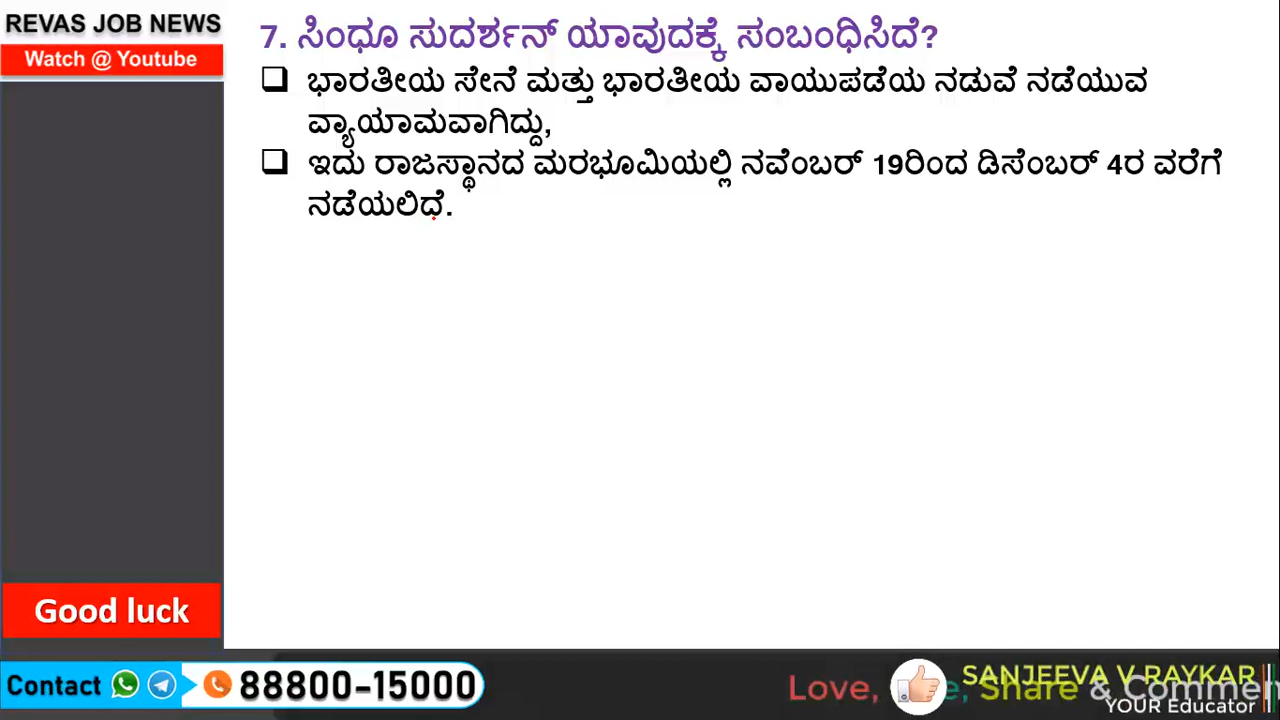 REVAS JOB NEWS
Watch @ Youtube
7. ಸಿಂಧೂ ಸುದರ್ಶನ್ ಯಾವುದಕ್ಕೆ ಸಂಬಂಧಿಸಿದೆ?
ಭಾರತೀಯ ಸೇನೆ ಮತ್ತು ಭಾರತೀಯ ವಾಯುಪಡೆಯ ನಡುವೆ ನಡೆಯುವ
ವ್ಯಾಯಾಮವಾಗಿದ್ದು,
ಇದು ರಾಜಸ್ಥಾನದ ಮರಭೂಮಿಯಲ್ಲಿ ನವೆಂಬರ್ 19ರಿಂದ ಡಿಸೆಂಬರ್ 4ರ ವರೆಗೆ
ನಡೆಯಲಿಧೆ.
Good luck
Contact 88800-15000
Love, Share & Commen
SANJEEVA V RAYKAR
YOUR Educator